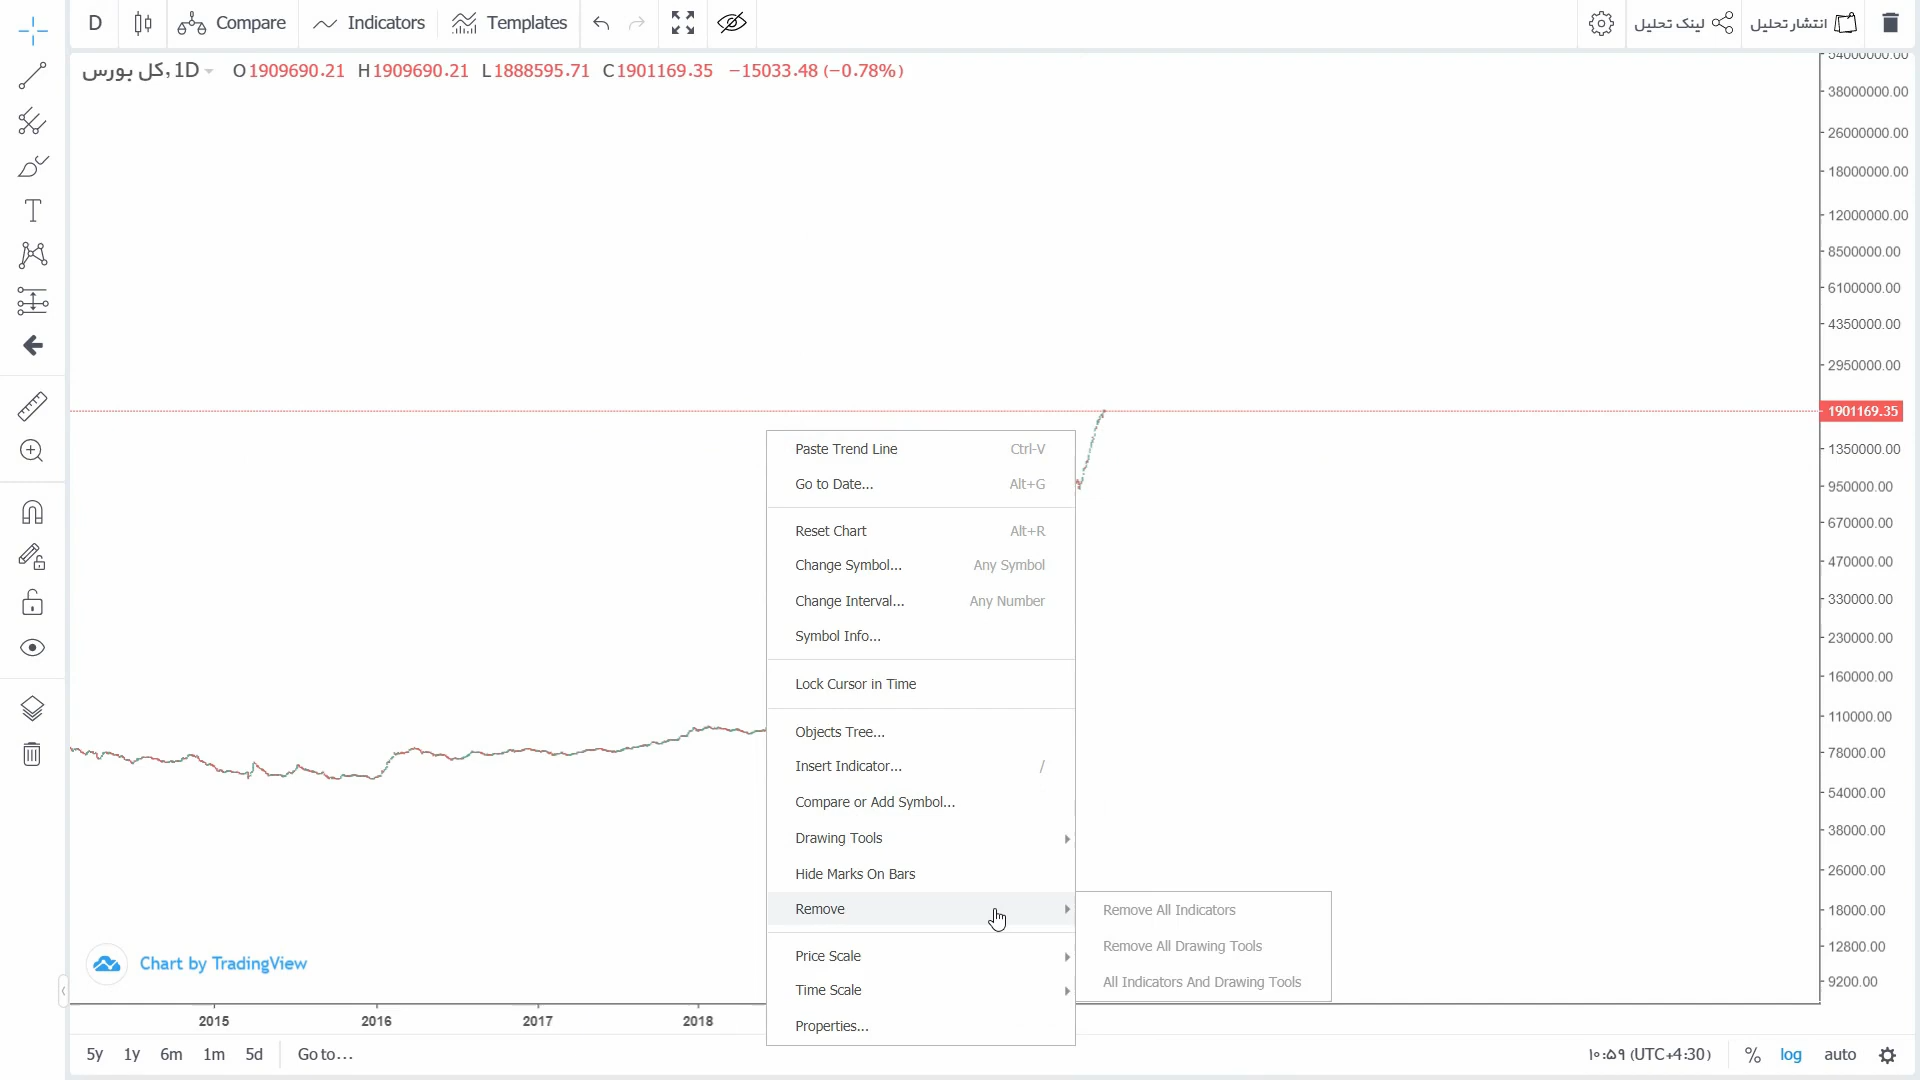 D Compare Indicators Templates لینک تحلیل انتشار تحلیل
کل بورس, 1D O1909690.21 H1909690.21 L1888595.71 C1901169.35 −15033.48 (−0.78%)
54000000.00
38000000.00
26000000.00
18000000.00
12000000.00
8500000.00
6100000.00
4350000.00
2950000.00
1901169.35
1350000.00
950000.00
670000.00
470000.00
330000.00
230000.00
160000.00
110000.00
78000.00
54000.00
38000.00
26000.00
18000.00
12800.00
9200.00
Paste Trend Line Ctrl-V
Go to Date... Alt+G
Reset Chart Alt+R
Change Symbol... Any Symbol
Change Interval... Any Number
Symbol Info...
Lock Cursor in Time
Objects Tree...
Insert Indicator... /
Compare or Add Symbol...
Drawing Tools
Hide Marks On Bars
Remove
Price Scale
Time Scale
Properties...
Remove All Indicators
Remove All Drawing Tools
All Indicators And Drawing Tools
Chart by TradingView
2015 2016 2017 2018
5y 1y 6m 1m 5d Go to... ۱۰:۵۹ (UTC+4:30) % log auto